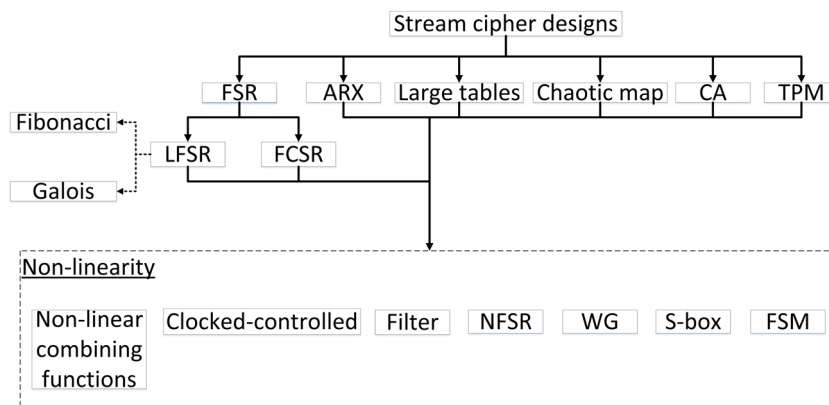 Stream cipher designs
FSR
ARX
Large tables
Chaotic map
CA
TPM
Fibonacci
LFSR
FCSR
Galois
Non-linearity
Non-linear
combining
functions
Clocked-controlled
Filter
NFSR
WG
S-box
FSM